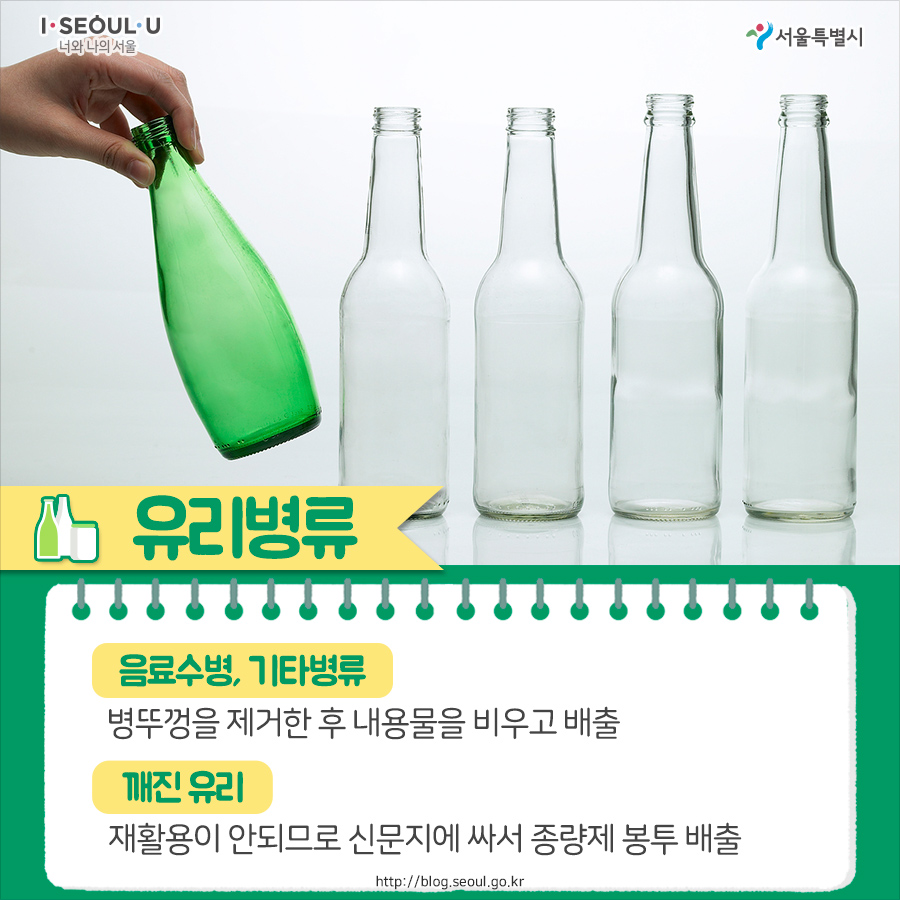 I·SEOUL·U
너와 나의 서울
서울특별시
유리병류
음료수병, 기타병류
병뚜껑을 제거한 후 내용물을 비우고 배출
깨진 유리
재활용이 안되므로 신문지에 싸서 종량제 봉투 배출
http://blog.seoul.go.kr